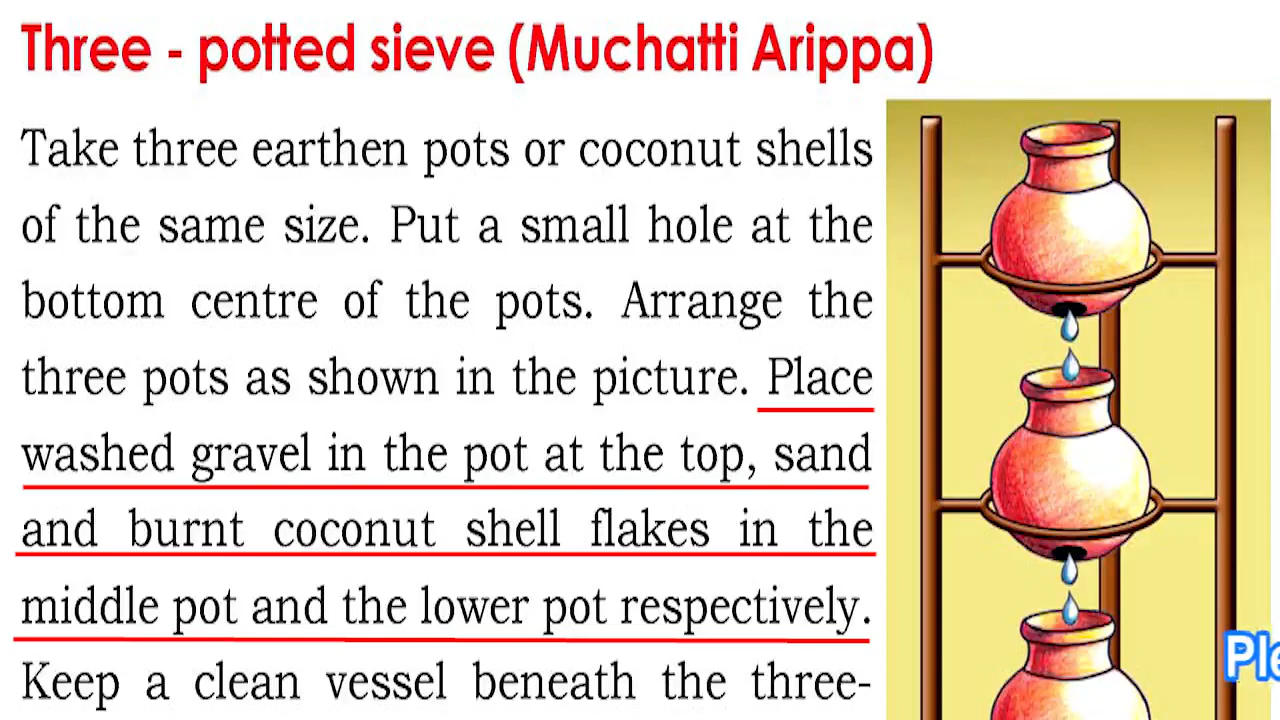 Three - potted sieve (Muchatti Arippa)
Take three earthen pots or coconut shells
of the same size. Put a small hole at the
bottom centre of the pots. Arrange the
three pots as shown in the picture. Place
washed gravel in the pot at the top, sand
and burnt coconut shell flakes in the
middle pot and the lower pot respectively.
Keep a clean vessel beneath the three-